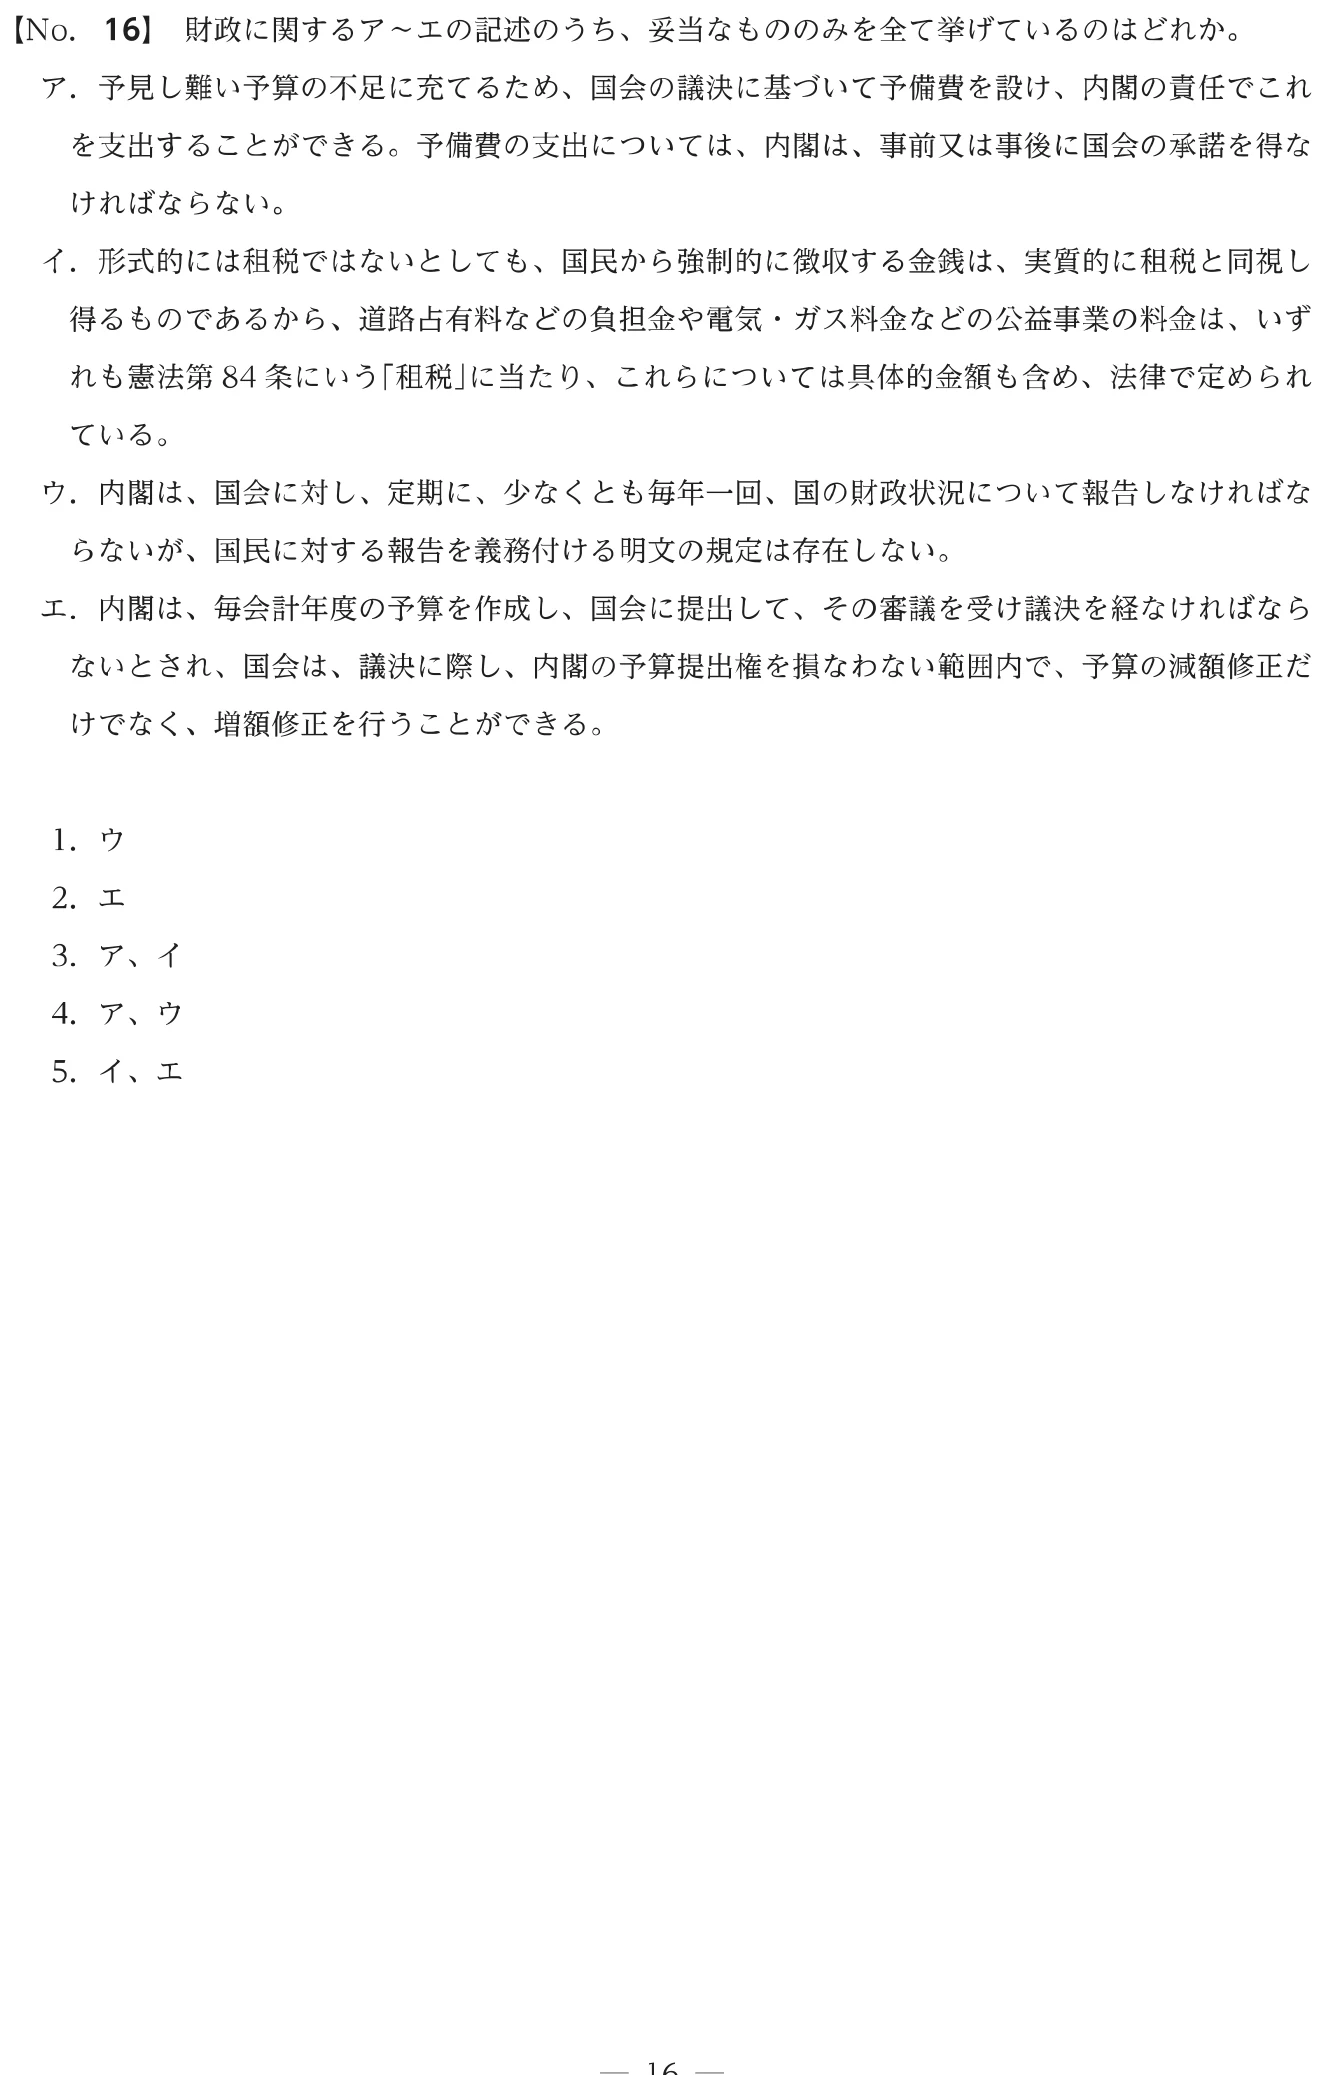 【No. 16】 財政に関するア～エの記述のうち、妥当なもののみを全て挙げているのはどれか。
ア．予見し難い予算の不足に充てるため、国会の議決に基づいて予備費を設け、内閣の責任でこれ
を支出することができる。予備費の支出については、内閣は、事前又は事後に国会の承諾を得な
ければならない。
イ．形式的には租税ではないとしても、国民から強制的に徴収する金銭は、実質的に租税と同視し
得るものであるから、道路占有料などの負担金や電気・ガス料金などの公益事業の料金は、いず
れも憲法第 84 条にいう「租税」に当たり、これらについては具体的金額も含め、法律で定められ
ている。
ウ．内閣は、国会に対し、定期に、少なくとも毎年一回、国の財政状況について報告しなければな
らないが、国民に対する報告を義務付ける明文の規定は存在しない。
エ．内閣は、毎会計年度の予算を作成し、国会に提出して、その審議を受け議決を経なければなら
ないとされ、国会は、議決に際し、内閣の予算提出権を損なわない範囲内で、予算の減額修正だ
けでなく、増額修正を行うことができる。
1．ウ
2．エ
3．ア、イ
4．ア、ウ
5．イ、エ
— 16 —